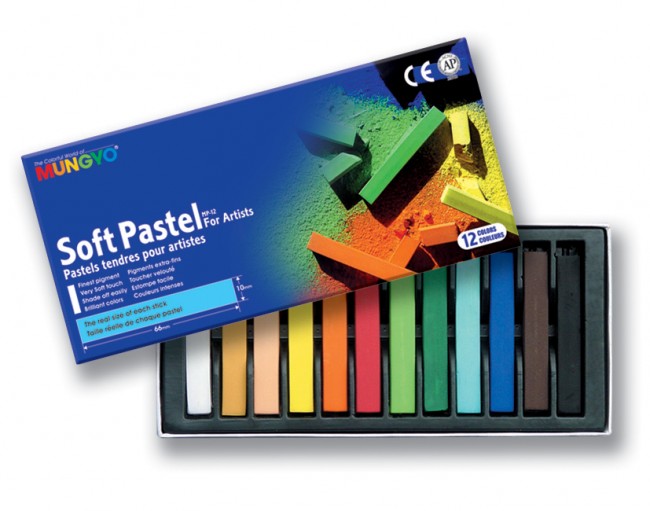 The Colorful World of
MUNGYO®
Soft Pastel
MP-12
For Artists
Pastels tendres pour artistes
Finest pigment
Very Soft touch
Shade off easily
Brilliant colors
Pigments extra-fins
Toucher velouté
Estompe facile
Couleurs intenses
The real size of each stick
Taille réelle de chaque pastel
10mm
66mm
CE
AP
12 COLORS
COULEURS